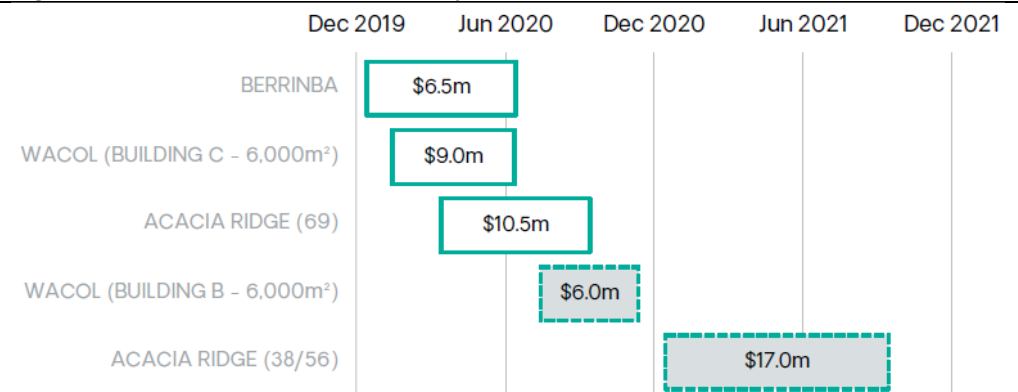 Dec 2019 Jun 2020 Dec 2020 Jun 2021 Dec 2021
BERRINBA $6.5m
WACOL (BUILDING C - 6,000m²) $9.0m
ACACIA RIDGE (69) $10.5m
WACOL (BUILDING B - 6,000m²) $6.0m
ACACIA RIDGE (38/56) $17.0m